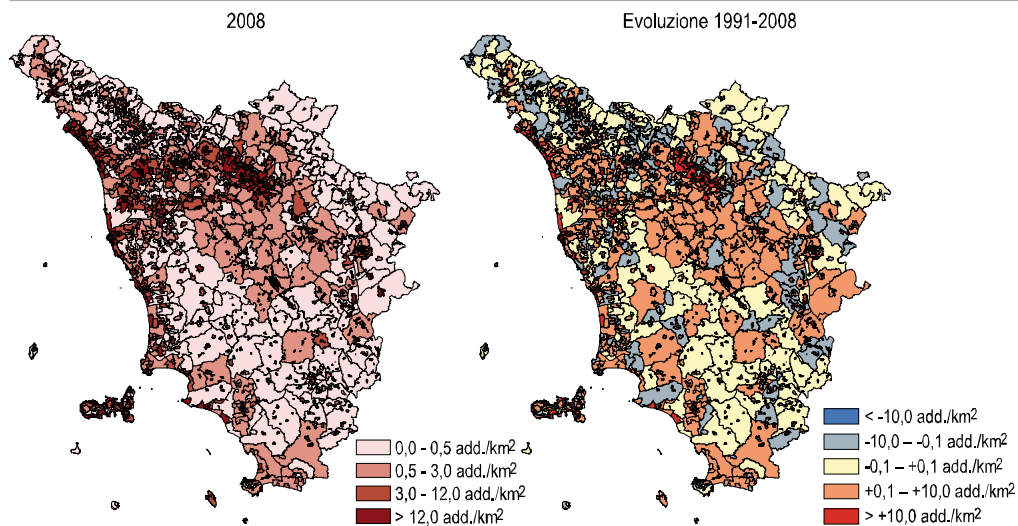 2008
Evoluzione 1991-2008
0,0 - 0,5 add./km²
0,5 - 3,0 add./km²
3,0 - 12,0 add./km²
> 12,0 add./km²
< -10,0 add./km²
-10,0 – -0,1 add./km²
-0,1 – +0,1 add./km²
+0,1 – +10,0 add./km²
> +10,0 add./km²